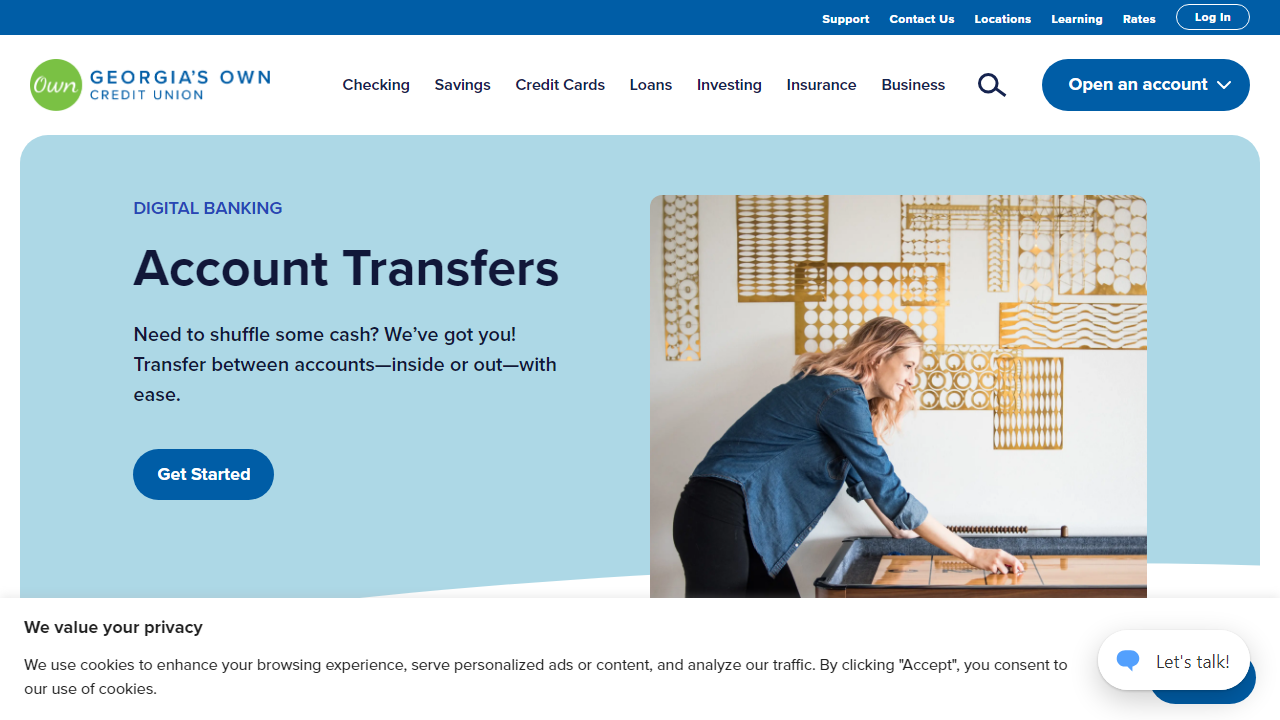 Support Contact Us Locations Learning Rates Log In
Own GEORGIA'S OWN
CREDIT UNION
Checking Savings Credit Cards Loans Investing Insurance Business
Open an account
DIGITAL BANKING
Account Transfers
Need to shuffle some cash? We’ve got you!
Transfer between accounts—inside or out—with
ease.
Get Started
We value your privacy
We use cookies to enhance your browsing experience, serve personalized ads or content, and analyze our traffic. By clicking "Accept", you consent to
our use of cookies.
Let's talk!